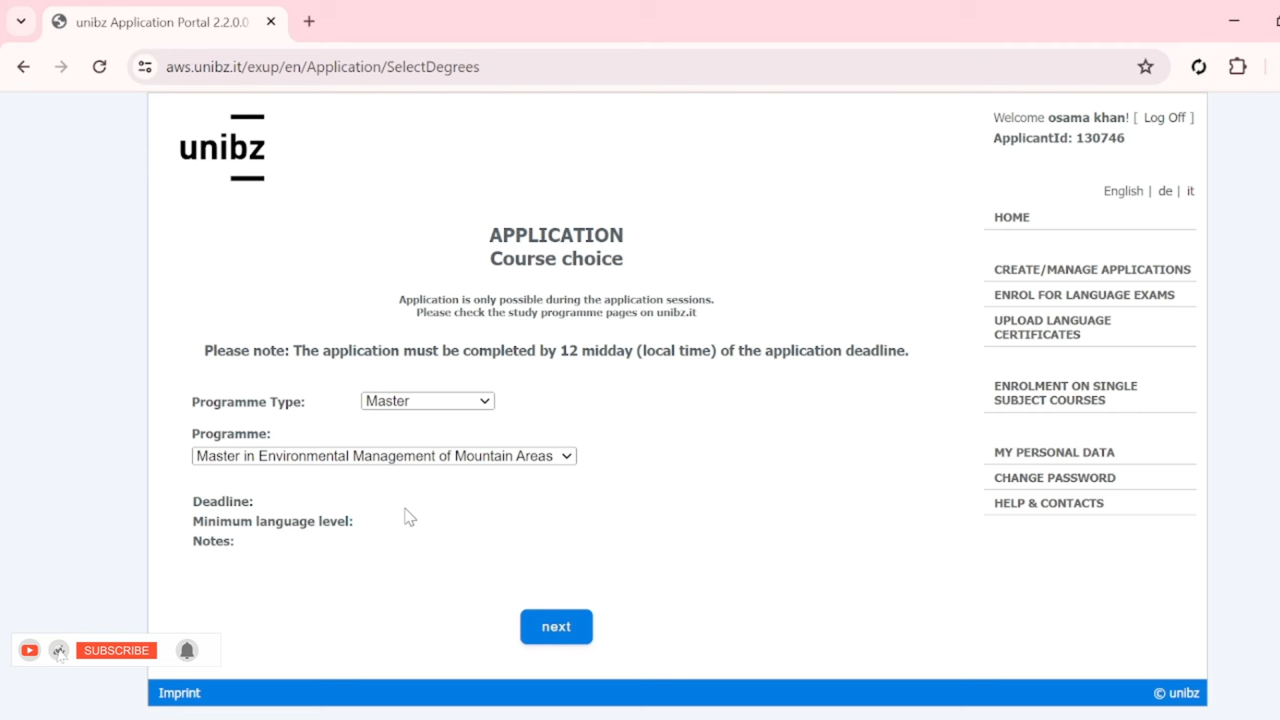 unibz Application Portal 2.2.0.0
aws.unibz.it/exup/en/Application/SelectDegrees
unibz
Welcome osama khan! [ Log Off ]
ApplicantId: 130746
English | de | it
HOME
CREATE/MANAGE APPLICATIONS
ENROL FOR LANGUAGE EXAMS
UPLOAD LANGUAGE
CERTIFICATES
ENROLMENT ON SINGLE
SUBJECT COURSES
MY PERSONAL DATA
CHANGE PASSWORD
HELP & CONTACTS
APPLICATION
Course choice
Application is only possible during the application sessions.
Please check the study programme pages on unibz.it
Please note: The application must be completed by 12 midday (local time) of the application deadline.
Programme Type: Master
Programme:
Master in Environmental Management of Mountain Areas
Deadline:
Minimum language level:
Notes:
next
SUBSCRIBE
Imprint
© unibz